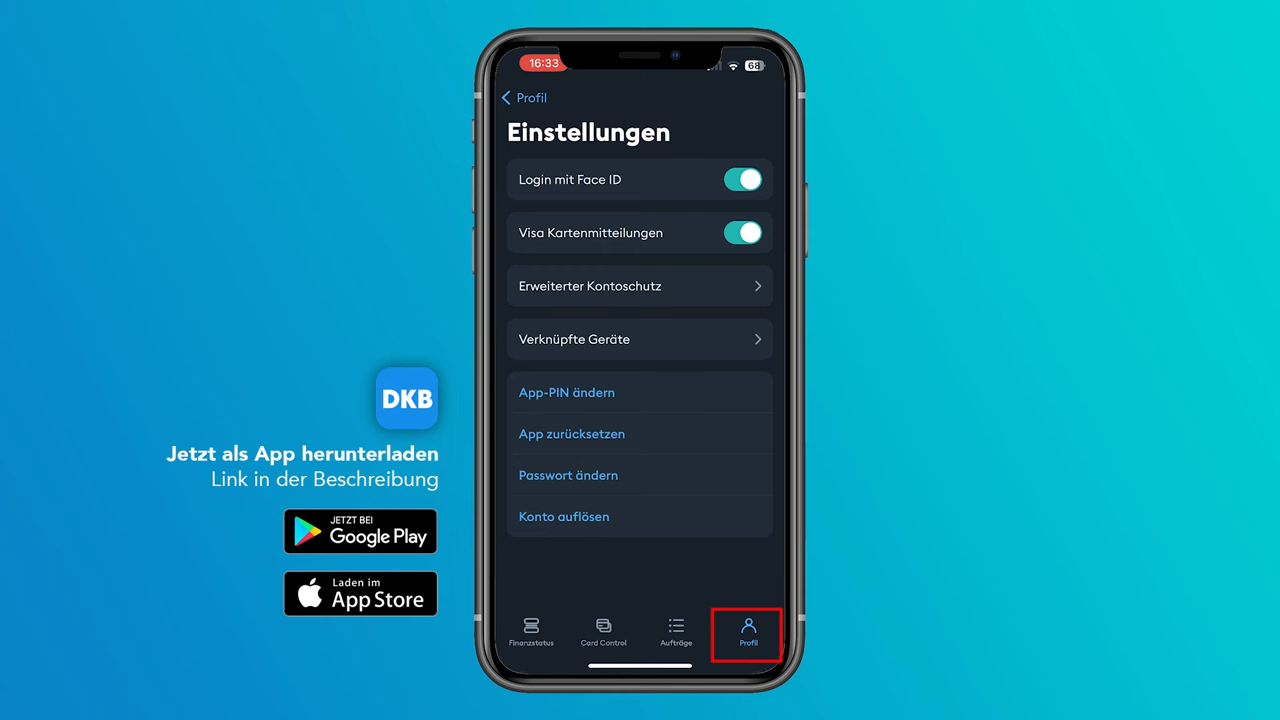 16:33
68
Profil
Einstellungen
Login mit Face ID
Visa Kartenmitteilungen
Erweiterter Kontoschutz
Verknüpfte Geräte
App-PIN ändern
App zurücksetzen
Passwort ändern
Konto auflösen
Finanzstatus
Card Control
Aufträge
Profil
DKB
Jetzt als App herunterladen
Link in der Beschreibung
JETZT BEI
Google Play
Laden im
App Store